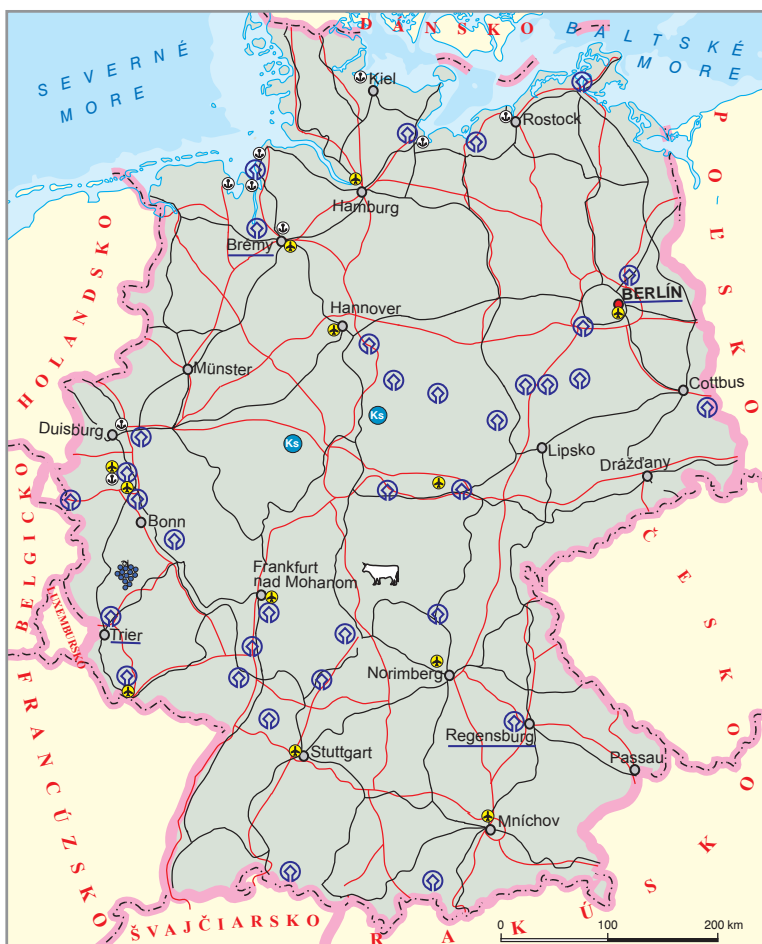 DÁNSKO
SEVERNÉ
MORE
BALTSKÉ
MORE
Kiel
Rostock
Hamburg
Bremy
POĽSKO
BERLÍN
Hannover
HOLANDSKO
Münster
Cottbus
Duisburg
Ks
Ks
Lipsko
Drážďany
BELGICKO
Bonn
Frankfurt
nad Mohanom
ČESKO
LUXEMBURSKO
Trier
Norimberg
FRANCÚZSKO
Regensburg
Stuttgart
Passau
Mníchov
ŠVAJČIARSKO
RAKÚSKO
0 100 200 km